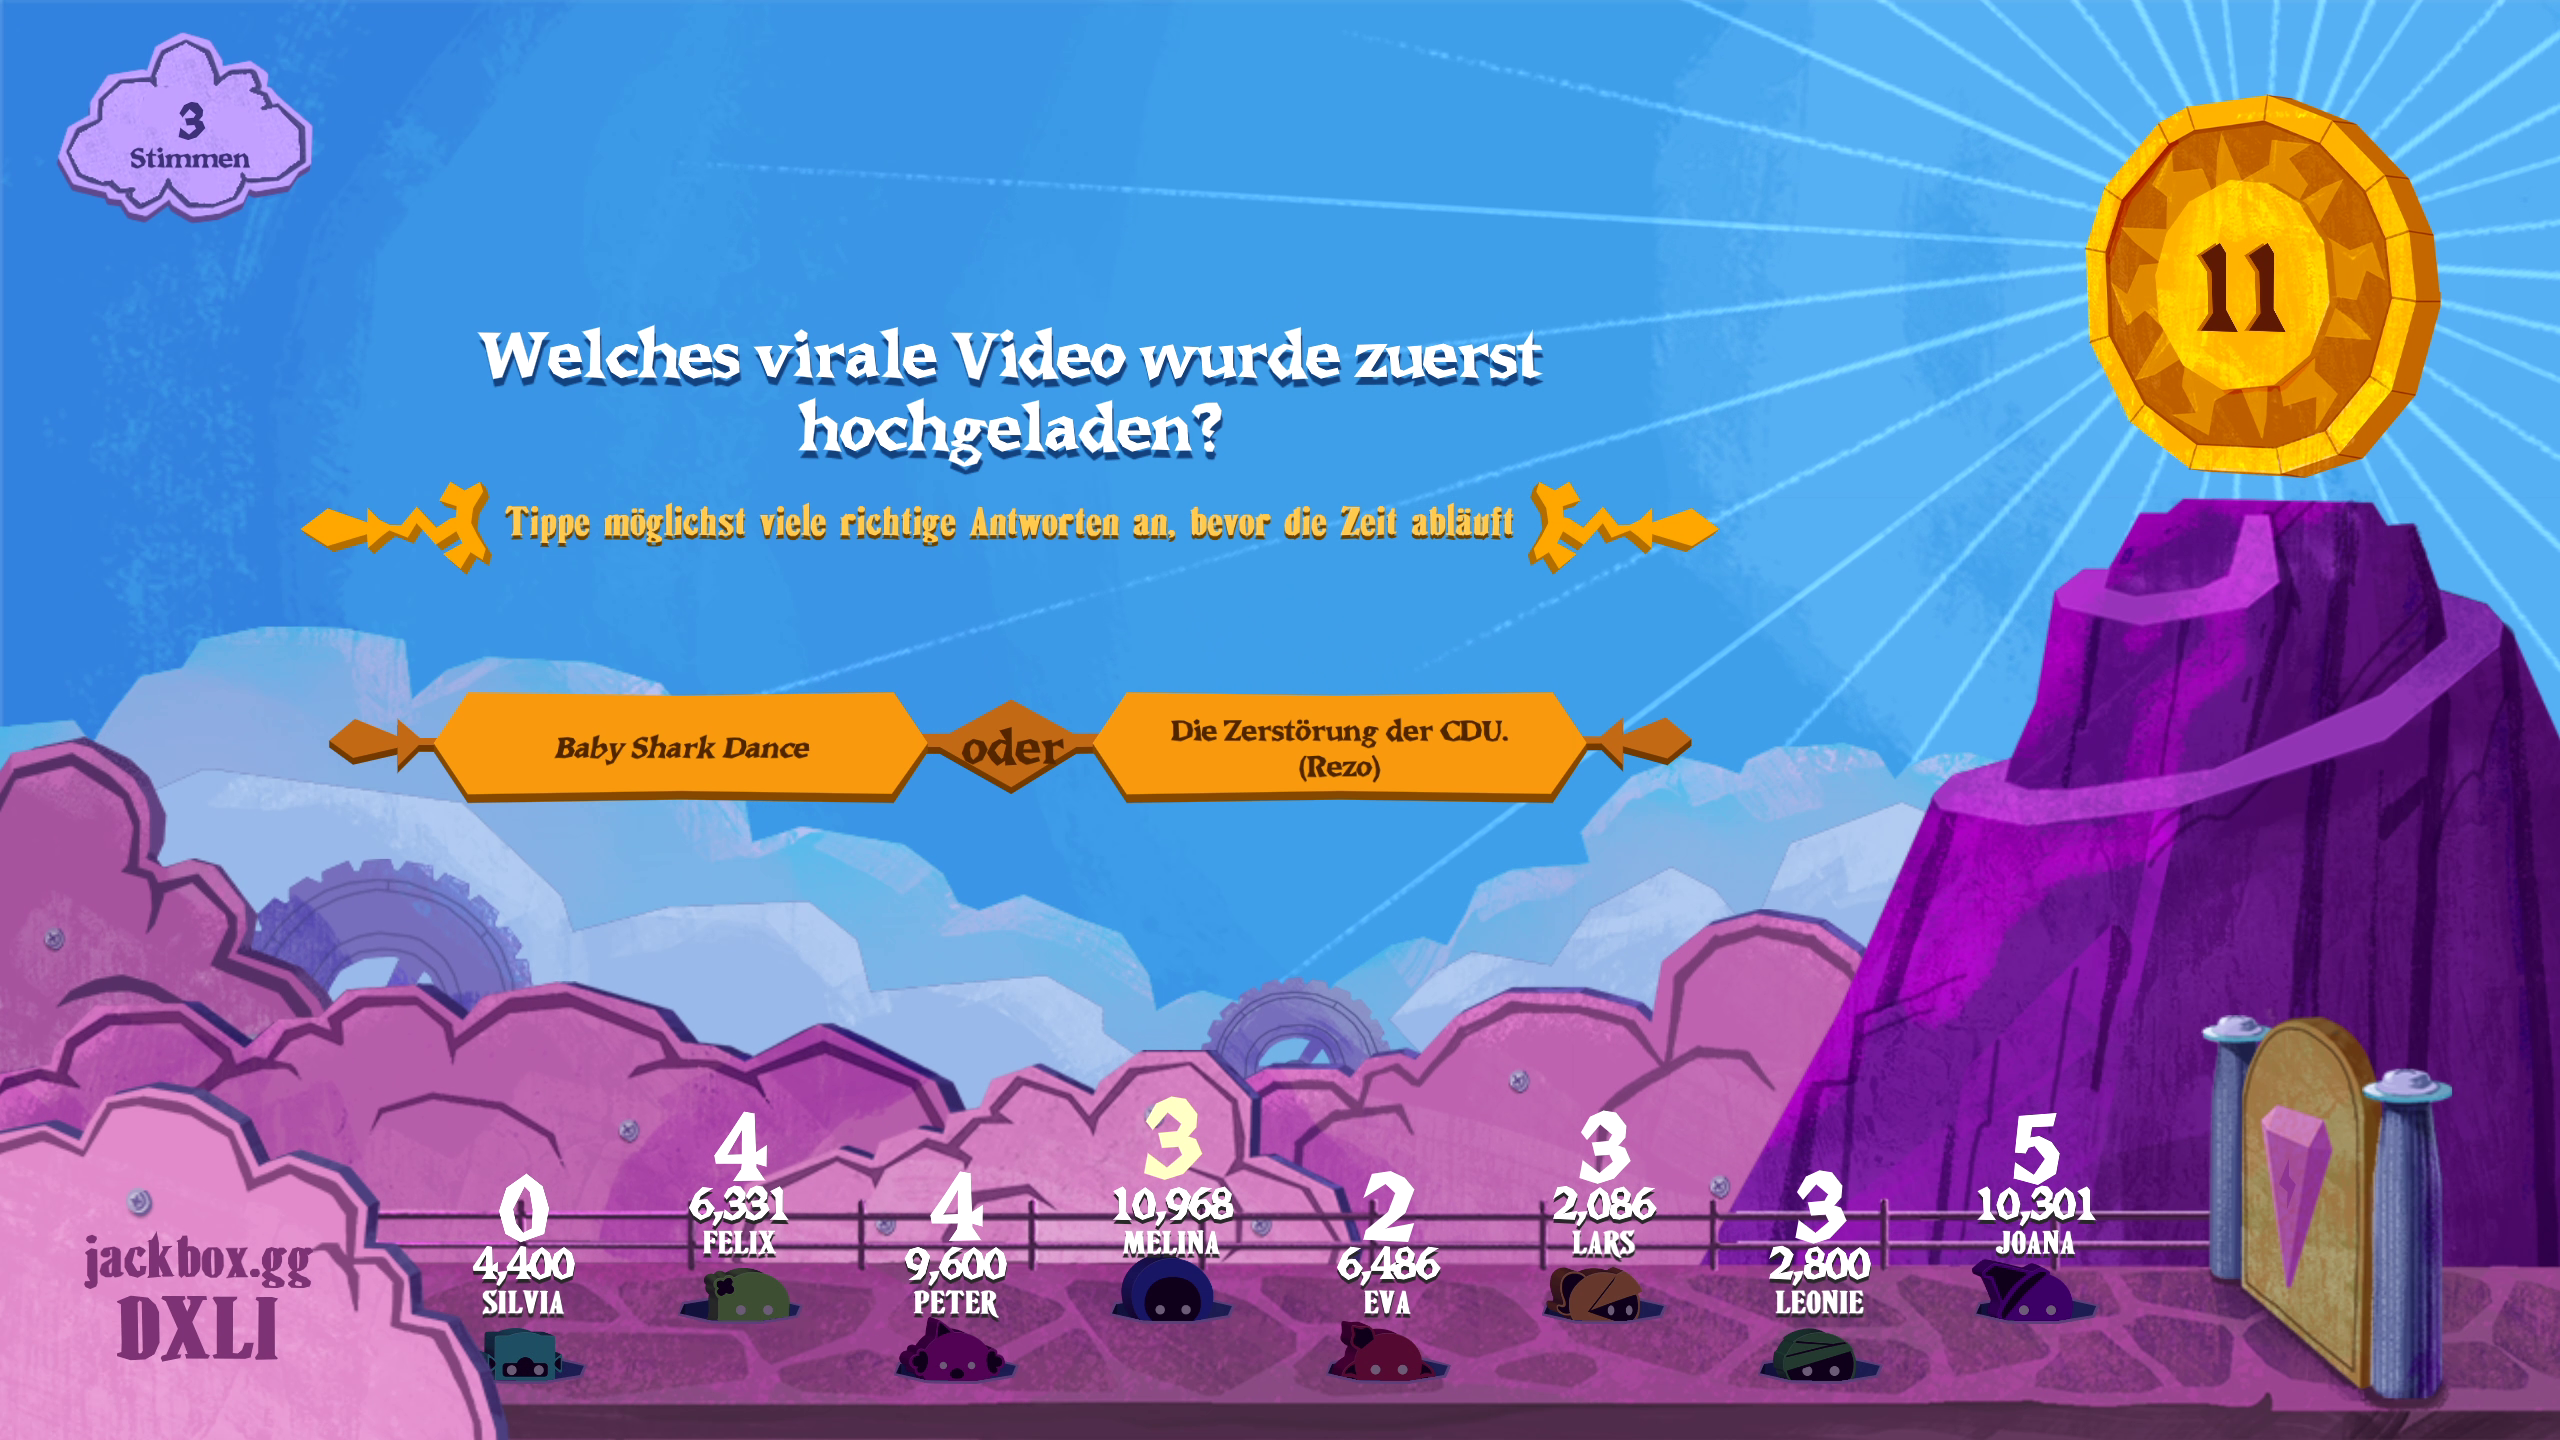 3
Stimmen
11
Welches virale Video wurde zuerst
hochgeladen?
Tippe möglichst viele richtige Antworten an, bevor die Zeit abläuft
Baby Shark Dance
oder
Die Zerstörung der CDU.
(Rezo)
0
4,400
SILVIA
4
6,331
FELIX
4
9,600
PETER
3
10,968
MELINA
2
6,486
EVA
3
2,086
LARS
3
2,800
LEONIE
5
10,301
JOANA
jackbox.gg
DXLI